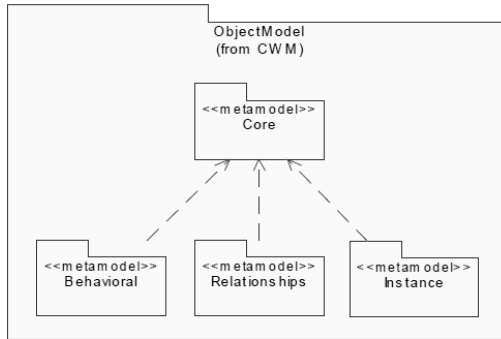 ObjectModel
(from CWM)
<<metamodel>>
Core
<<metamodel>>
Behavioral
<<metamodel>>
Relationships
<<metamodel>>
Instance